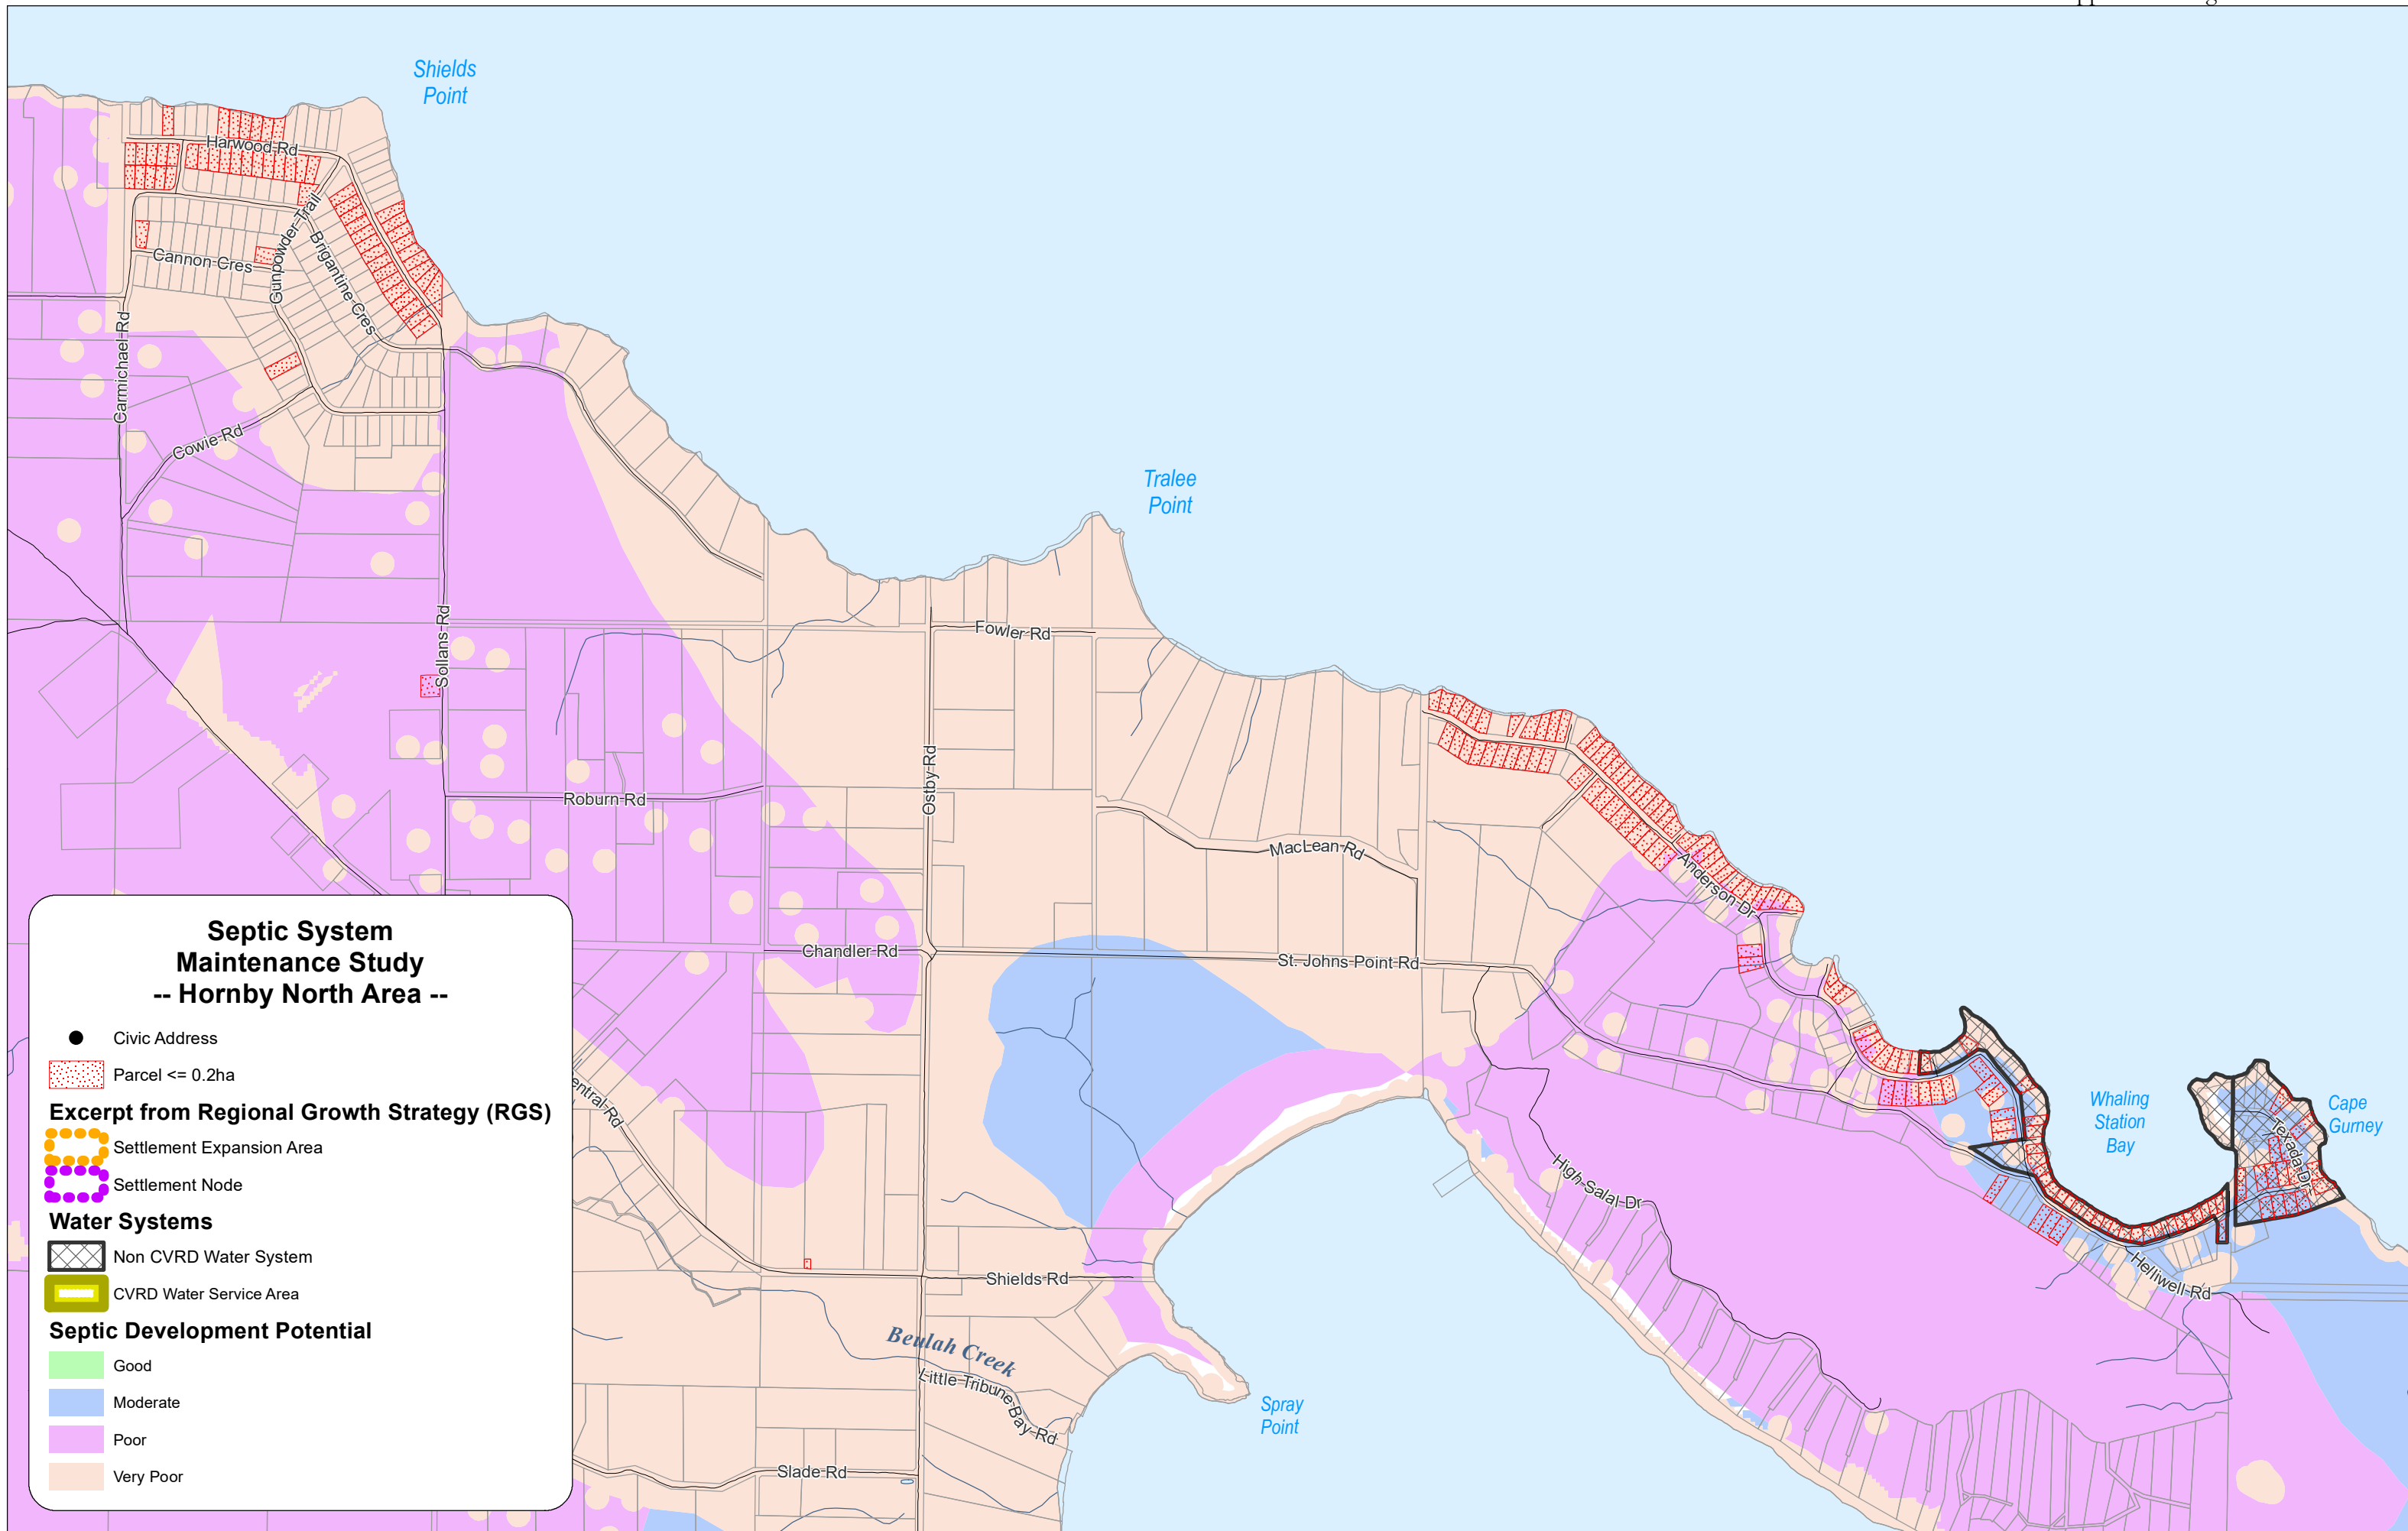 Shields
Point
Harwood Rd
Gunpowder Trail
Brigantine Cres
Cannon Cres
Carmichael Rd
Cowie Rd
Tralee
Point
Sollans Rd
Fowler Rd
Ostby Rd
Roburn Rd
MacLean Rd
Anderson Dr
Chandler Rd
St. Johns Point Rd
Whaling
Station
Bay
Cape
Gurney
Texada Dr
High Salal Dr
Helliwell Rd
entral Rd
Shields Rd
Beulah Creek
Little Tribune Bay Rd
Spray
Point
Slade Rd
Septic System
Maintenance Study
-- Hornby North Area --
Civic Address
Parcel <= 0.2ha
Excerpt from Regional Growth Strategy (RGS)
Settlement Expansion Area
Settlement Node
Water Systems
Non CVRD Water System
CVRD Water Service Area
Septic Development Potential
Good
Moderate
Poor
Very Poor